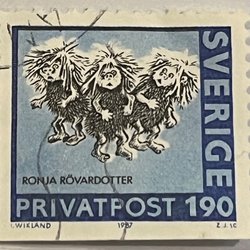 SVERIGE
RONJA RÖVARDOTTER
PRIVATPOST 190
I. WIKLAND 1987 Z.J. SC